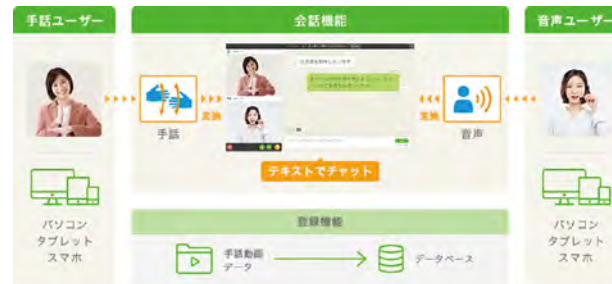 手話ユーザー
会話機能
音声ユーザー
手話
変換
変換
音声
テキストでチャット
パソコン
タブレット
スマホ
登録機能
手話動画
データ
データベース
パソコン
タブレット
スマホ